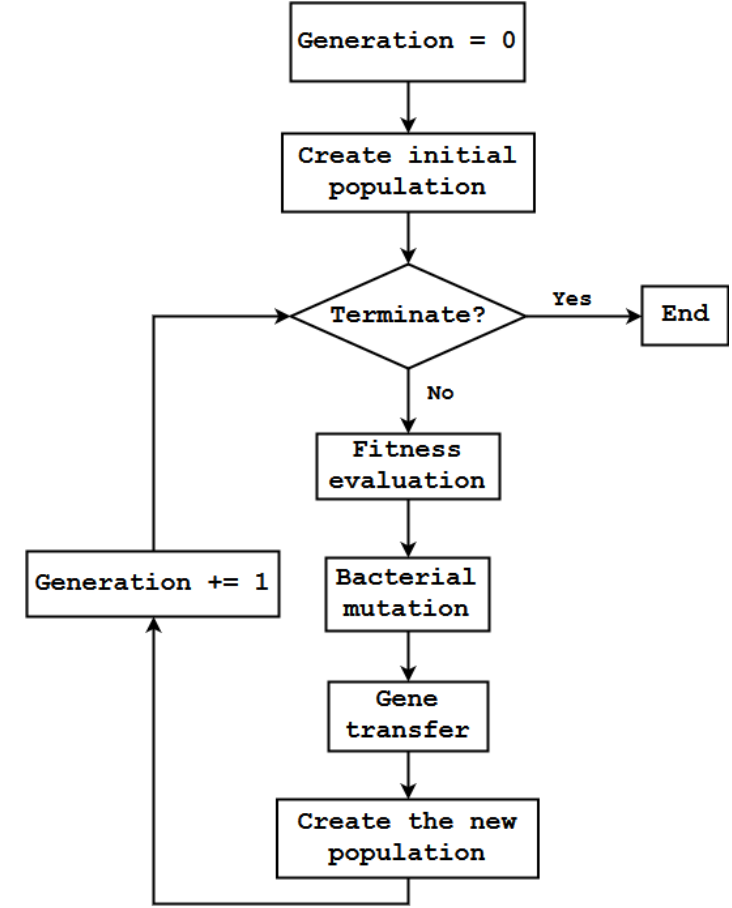 Generation = 0
Create initial
population
Terminate?
Yes
End
No
Fitness
evaluation
Bacterial
mutation
Generation += 1
Gene
transfer
Create the new
population